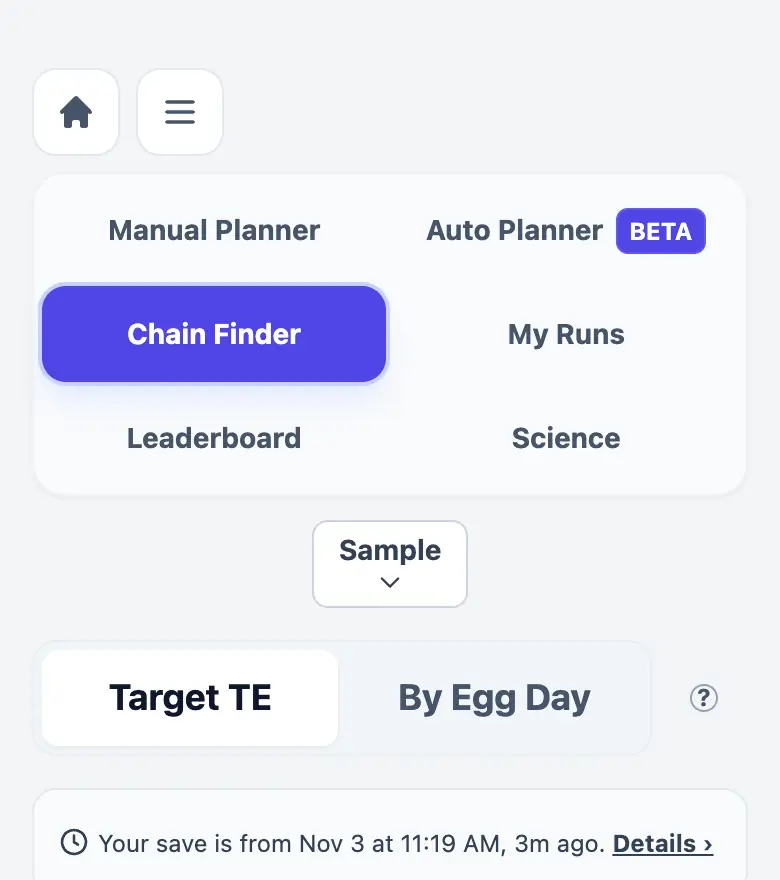 Manual Planner
Auto Planner BETA
Chain Finder
My Runs
Leaderboard
Science
Sample
Target TE
By Egg Day
?
Your save is from Nov 3 at 11:19 AM, 3m ago. Details ›